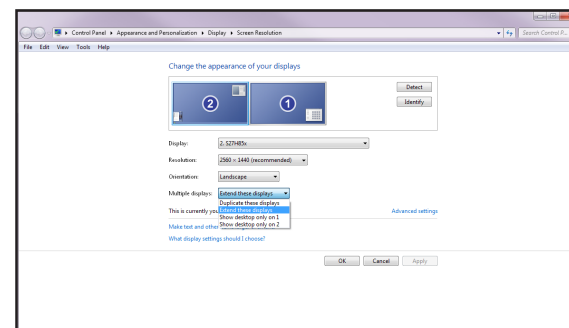 Control Panel ▸ Appearance and Personalization ▸ Display ▸ Screen Resolution
Search Control P...
File Edit View Tools Help
Change the appearance of your displays
2
1
Detect
Identify
Display: 2. S27H85x
Resolution: 2560 × 1440 (recommended)
Orientation: Landscape
Multiple displays: Extend these displays
Duplicate these displays
This is currently you
Extend these displays
Advanced settings
Show desktop only on 1
Make text and other
Show desktop only on 2
What display settings should I choose?
OK Cancel Apply